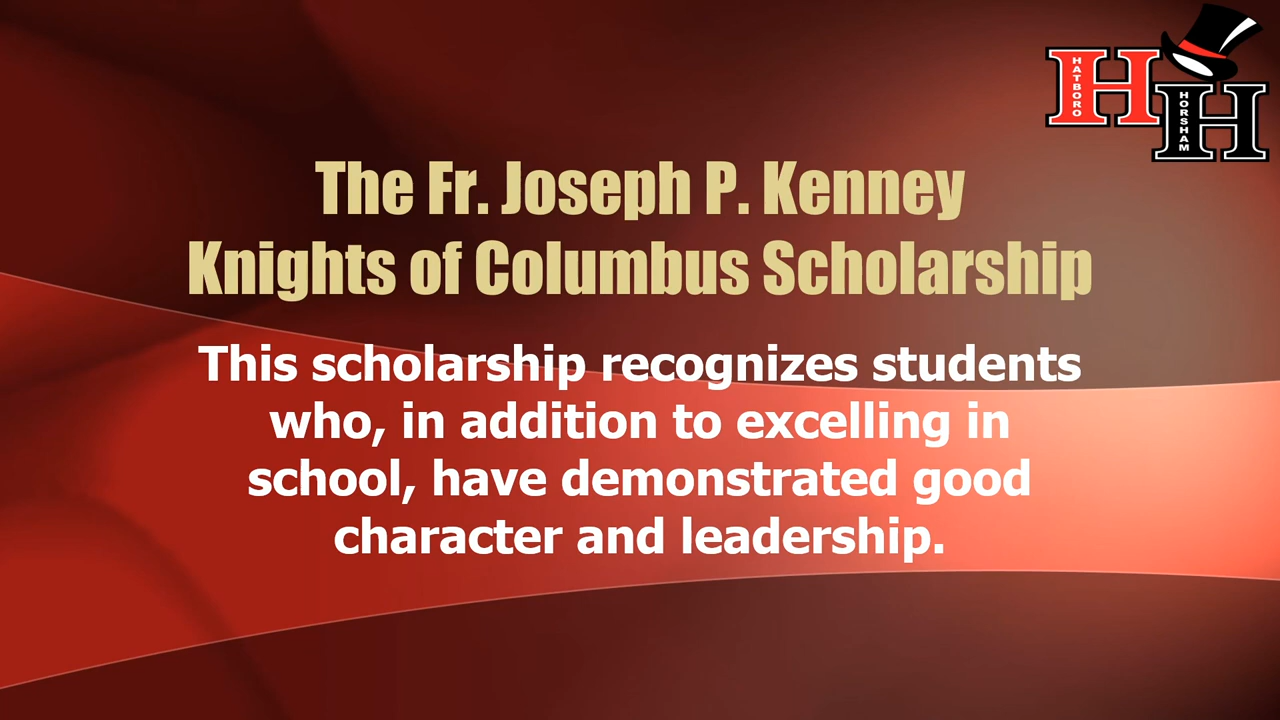 HATBORO
HORSHAM
The Fr. Joseph P. Kenney
Knights of Columbus Scholarship
This scholarship recognizes students
who, in addition to excelling in
school, have demonstrated good
character and leadership.